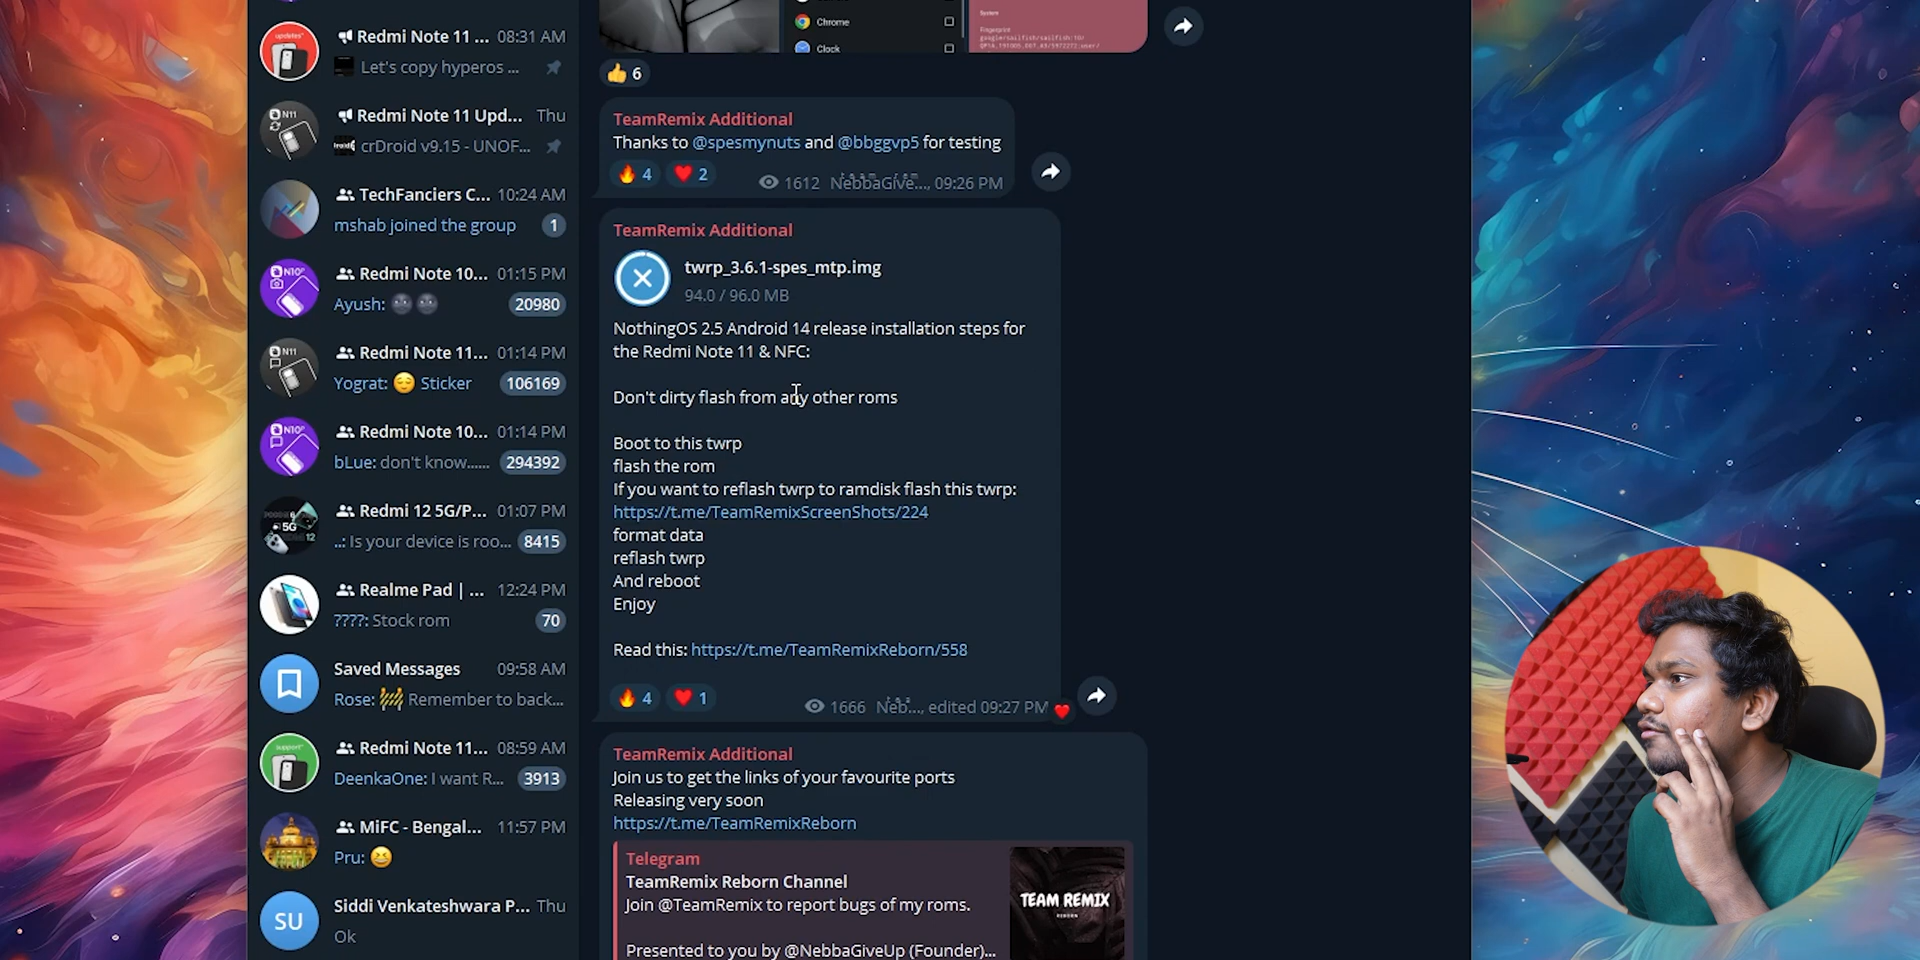 Redmi Note 11 ... 08:31 AM
Let's copy hyperos ...
Redmi Note 11 Upd... Thu
crDroid v9.15 - UNOF...
TechFanciers C... 10:24 AM
mshab joined the group 1
Redmi Note 10... 01:15 PM
Ayush: 🌚🌚 20980
Redmi Note 11... 01:14 PM
Yograt: 😌 Sticker 106169
Redmi Note 10... 01:14 PM
bLue: don't know...... 294392
Redmi 12 5G/P... 01:07 PM
..: Is your device is roo... 8415
Realme Pad | ... 12:24 PM
????: Stock rom 70
Saved Messages 09:58 AM
Rose: 🚧 Remember to back...
Redmi Note 11... 08:59 AM
DeenkaOne: I want R... 3913
MiFC - Bengal... 11:57 PM
Pru: 😆
SU
Siddi Venkateshwara P... Thu
Ok
Chrome
Clock
System
Fingerprint
👍 6
TeamRemix Additional
Thanks to @spesmynuts and @bbggvp5 for testing
🔥 4 ❤️ 2 1612 NebbaGive..., 09:26 PM
TeamRemix Additional
twrp_3.6.1-spes_mtp.img
94.0 / 96.0 MB
NothingOS 2.5 Android 14 release installation steps for
the Redmi Note 11 & NFC:
Don't dirty flash from any other roms
Boot to this twrp
flash the rom
If you want to reflash twrp to ramdisk flash this twrp:
https://t.me/TeamRemixScreenShots/224
format data
reflash twrp
And reboot
Enjoy
Read this: https://t.me/TeamRemixReborn/558
🔥 4 ❤️ 1 1666 Neb..., edited 09:27 PM
TeamRemix Additional
Join us to get the links of your favourite ports
Releasing very soon
https://t.me/TeamRemixReborn
Telegram
TeamRemix Reborn Channel
Join @TeamRemix to report bugs of my roms.
Presented to you by @NebbaGiveUp (Founder)...
TEAM REMIX
REBORN